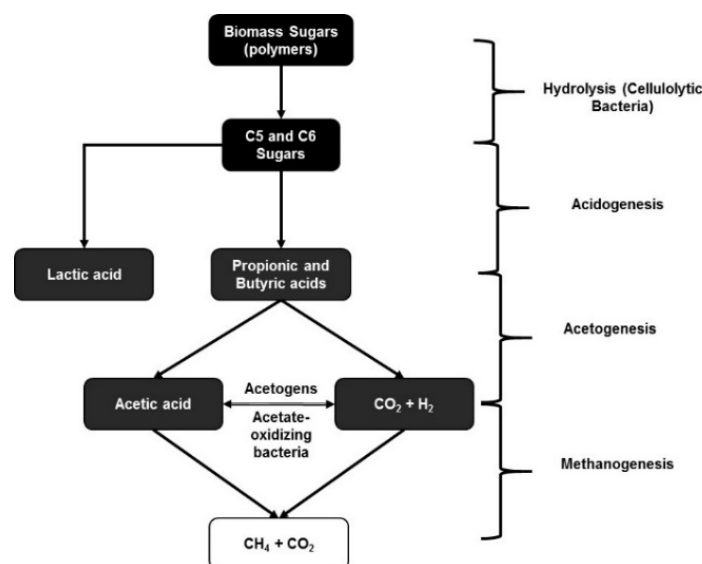 Biomass Sugars
(polymers)
Hydrolysis (Cellulolytic
Bacteria)
C5 and C6
Sugars
Acidogenesis
Lactic acid
Propionic and
Butyric acids
Acetogenesis
Acetic acid
Acetogens
Acetate-
oxidizing
bacteria
CO₂ + H₂
Methanogenesis
CH₄ + CO₂